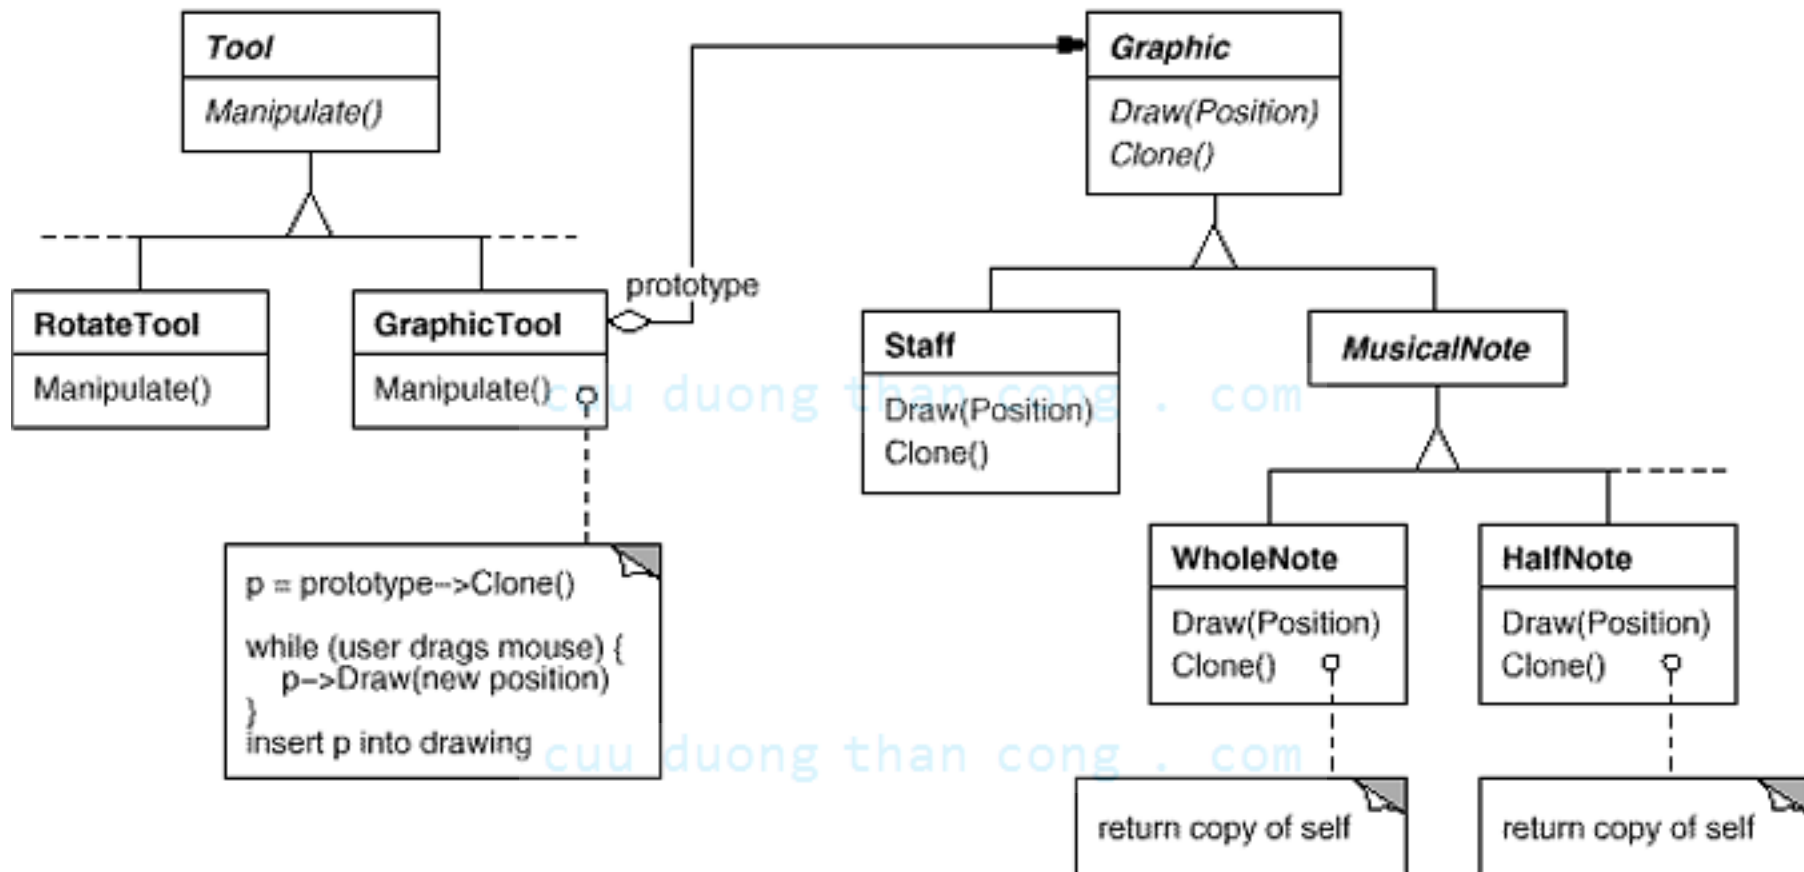 Tool
Manipulate()
Graphic
Draw(Position)
Clone()
prototype
RotateTool
Manipulate()
GraphicTool
Manipulate()
Staff
Draw(Position)
Clone()
MusicalNote
cuu duong than cong . com
p = prototype–>Clone()
while (user drags mouse) {
p–>Draw(new position)
}
insert p into drawing
WholeNote
Draw(Position)
Clone()
HalfNote
Draw(Position)
Clone()
cuu duong than cong . com
return copy of self
return copy of self